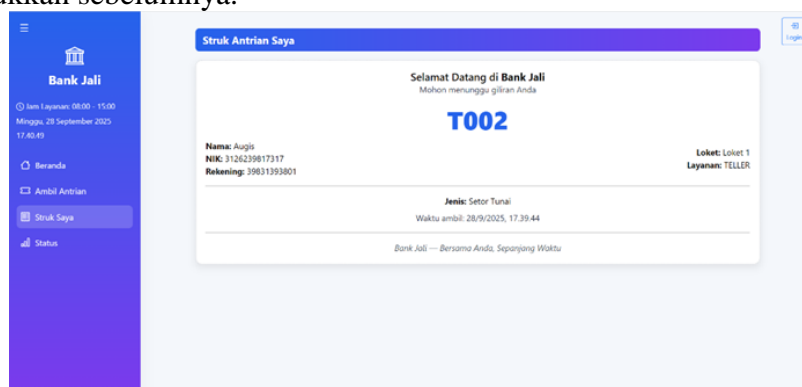 sebelumnya.
Bank Jali
Jam Layanan: 08:00 - 15:00
Minggu, 28 September 2025
17.40.49
Beranda
Ambil Antrian
Struk Saya
Status
Login
Struk Antrian Saya
Selamat Datang di Bank Jali
Mohon menunggu giliran Anda
T002
Nama: Augis
NIK: 3126239817317
Rekening: 39831393801
Loket: Loket 1
Layanan: TELLER
Jenis: Setor Tunai
Waktu ambil: 28/9/2025, 17.39.44
Bank Jali — Bersama Anda, Sepanjang Waktu